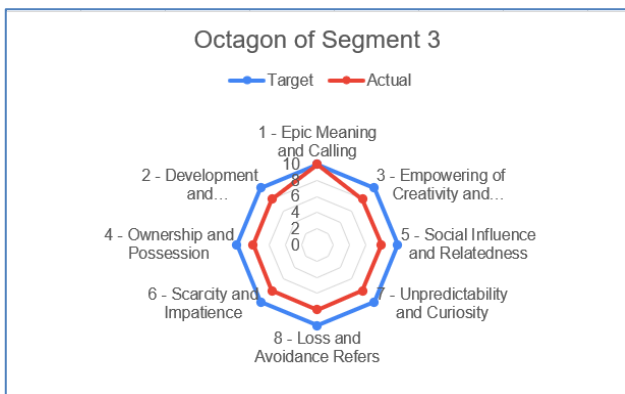 Octagon of Segment 3
Target
Actual
1 - Epic Meaning
and Calling
10
8
6
4
2
0
2 - Development
and...
3 - Empowering of
Creativity and ...
4 - Ownership and
Possession
5 - Social Influence
and Relatedness
6 - Scarcity and
Impatience
7 - Unpredictability
and Curiosity
8 - Loss and
Avoidance Refers